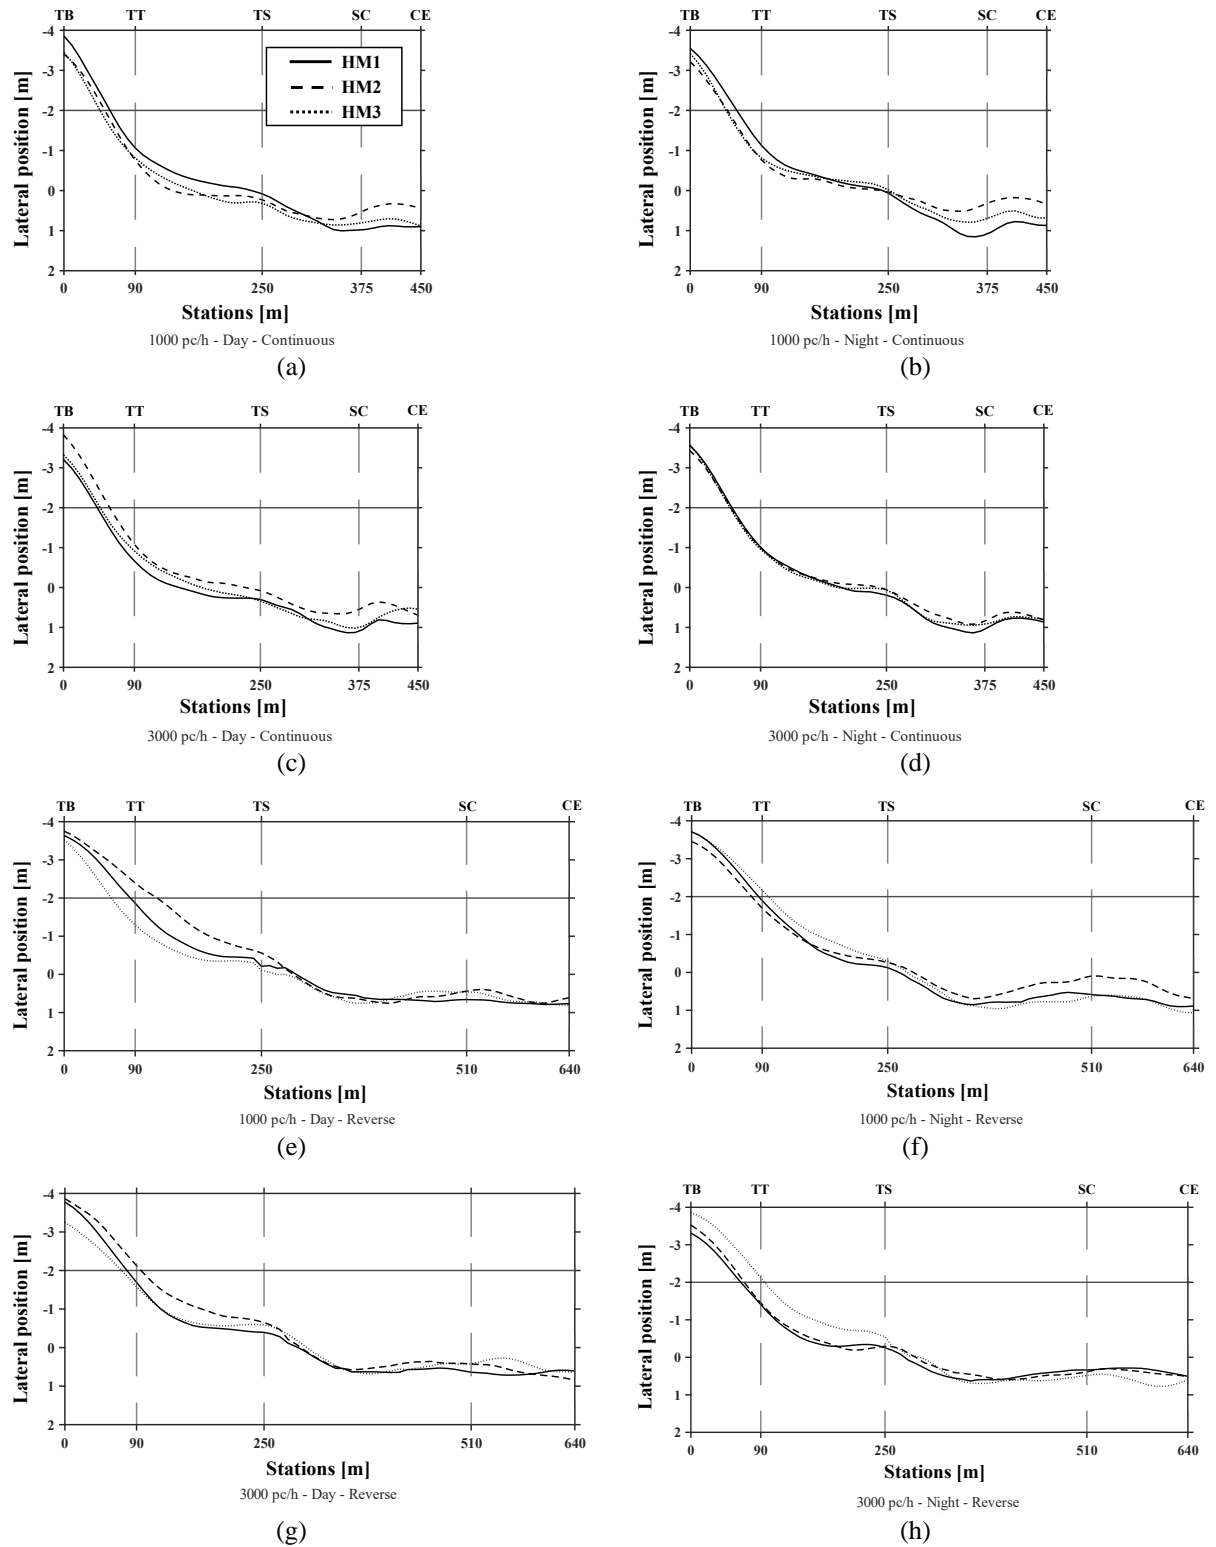 TB TT TS SC CE
-4
-3
-2
-1
0
1
2
Lateral position [m]
HM1
HM2
HM3
0 90 250 375 450
Stations [m]
1000 pc/h - Day - Continuous
(a)
TB TT TS SC CE
-4
-3
-2
-1
0
1
2
Lateral position [m]
0 90 250 375 450
Stations [m]
1000 pc/h - Night - Continuous
(b)
TB TT TS SC CE
-4
-3
-2
-1
0
1
2
Lateral position [m]
0 90 250 375 450
Stations [m]
3000 pc/h - Day - Continuous
(c)
TB TT TS SC CE
-4
-3
-2
-1
0
1
2
Lateral position [m]
0 90 250 375 450
Stations [m]
3000 pc/h - Night - Continuous
(d)
TB TT TS SC CE
-4
-3
-2
-1
0
1
2
Lateral position [m]
0 90 250 510 640
Stations [m]
1000 pc/h - Day - Reverse
(e)
TB TT TS SC CE
-4
-3
-2
-1
0
1
2
Lateral position [m]
0 90 250 510 640
Stations [m]
1000 pc/h - Night - Reverse
(f)
-4
-3
-2
-1
0
1
2
Lateral position [m]
0 90 250 510 640
Stations [m]
3000 pc/h - Day - Reverse
(g)
TB TT TS SC CE
-4
-3
-2
-1
0
1
2
Lateral position [m]
0 90 250 510 640
Stations [m]
3000 pc/h - Night - Reverse
(h)